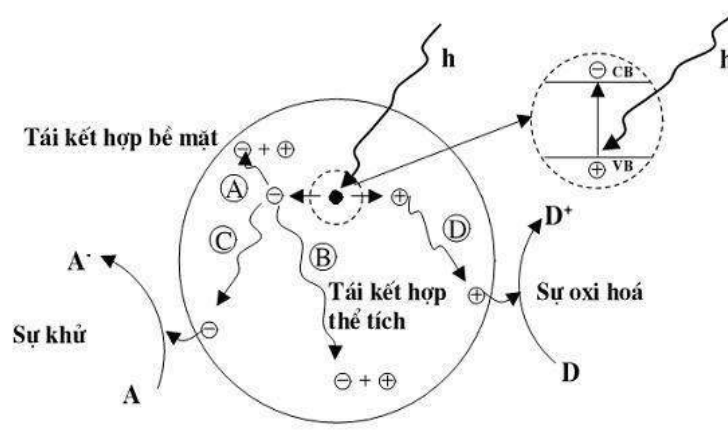 h
h
⊖ CB
⊕ VB
Tái kết hợp bề mặt
⊖ + ⊕
Ⓐ
⊖
⊕
Ⓒ
Ⓑ
Ⓓ
D⁺
A⁻
Tái kết hợp
thể tích
⊕
Sự oxi hoá
Sự khử
⊖
⊖ + ⊕
A
D